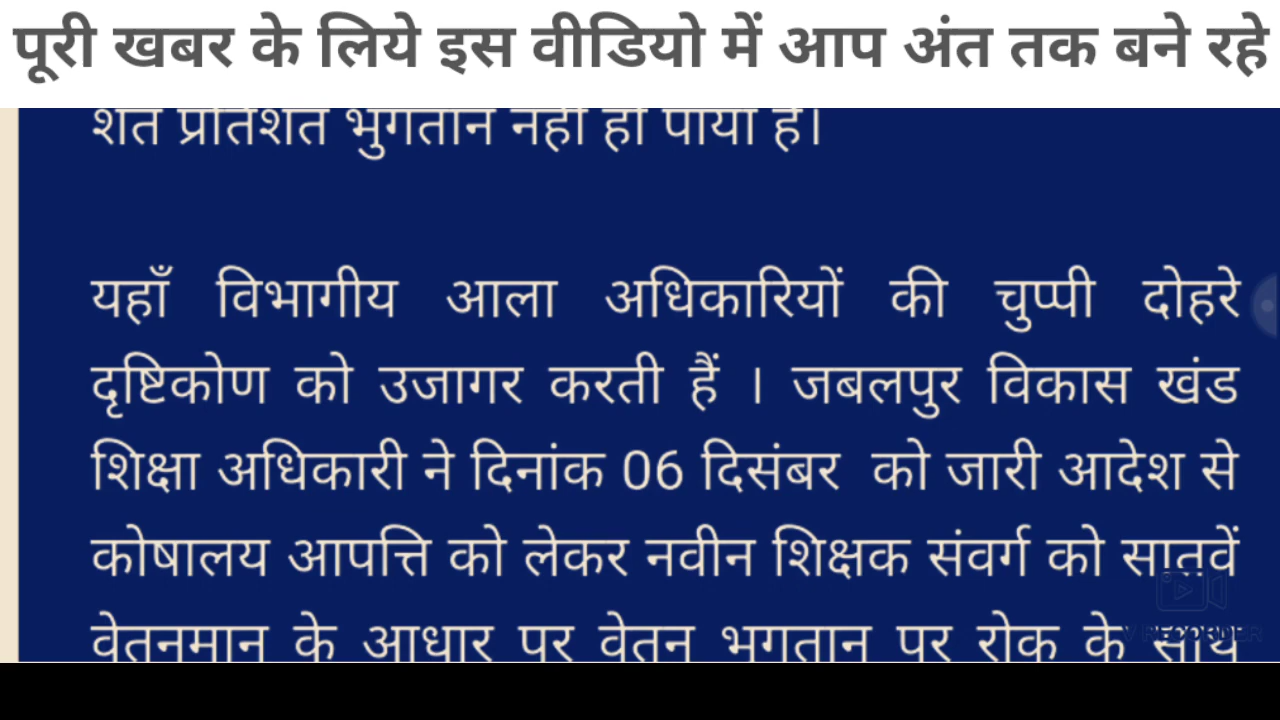 पूरी खबर के लिये इस वीडियो में आप अंत तक बने रहे
शत प्रतिशत भुगतान नहीं हो पाया है।
यहाँ विभागीय आला अधिकारियों की चुप्पी दोहरे
दृष्टिकोण को उजागर करती हैं । जबलपुर विकास खंड
शिक्षा अधिकारी ने दिनांक 06 दिसंबर को जारी आदेश से
कोषालय आपत्ति को लेकर नवीन शिक्षक संवर्ग को सातवें
वेतनमान के आधार पर वेतन भुगतान पर रोक के साथ
V RECORDER